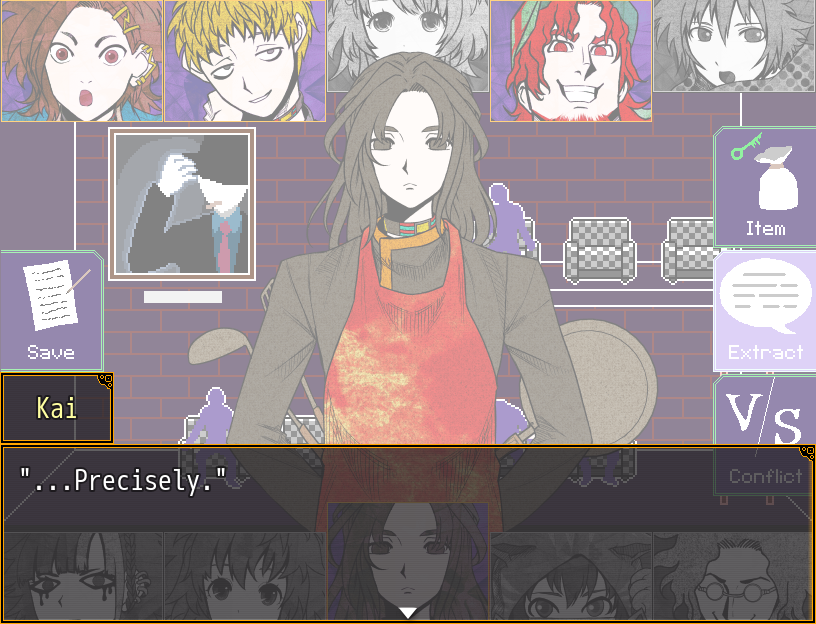 Item
Save
Extract
Kai
V/S
Conflict
"...Precisely."